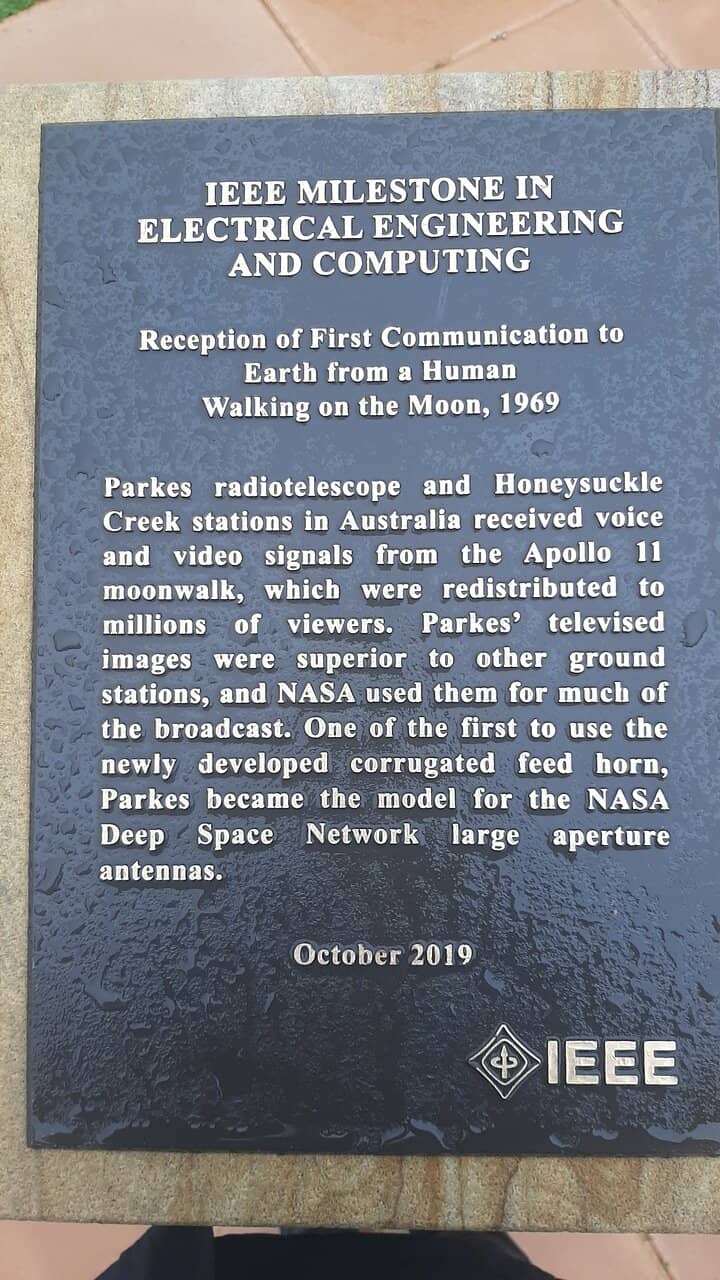 IEEE MILESTONE IN
ELECTRICAL ENGINEERING
AND COMPUTING
Reception of First Communication to
Earth from a Human
Walking on the Moon, 1969
Parkes radiotelescope and Honeysuckle
Creek stations in Australia received voice
and video signals from the Apollo 11
moonwalk, which were redistributed to
millions of viewers. Parkes’ televised
images were superior to other ground
stations, and NASA used them for much of
the broadcast. One of the first to use the
newly developed corrugated feed horn,
Parkes became the model for the NASA
Deep Space Network large aperture
antennas.
October 2019
IEEE